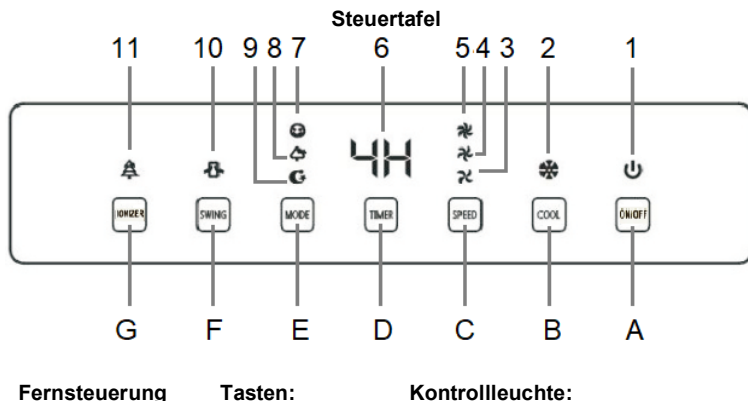 Steuertafel
11 10 9 8 7 6 5 4 3 2 1
4H
IONIZER SWING MODE TIMER SPEED COOL ON/OFF
G F E D C B A
Fernsteuerung Tasten: Kontrollleuchte: